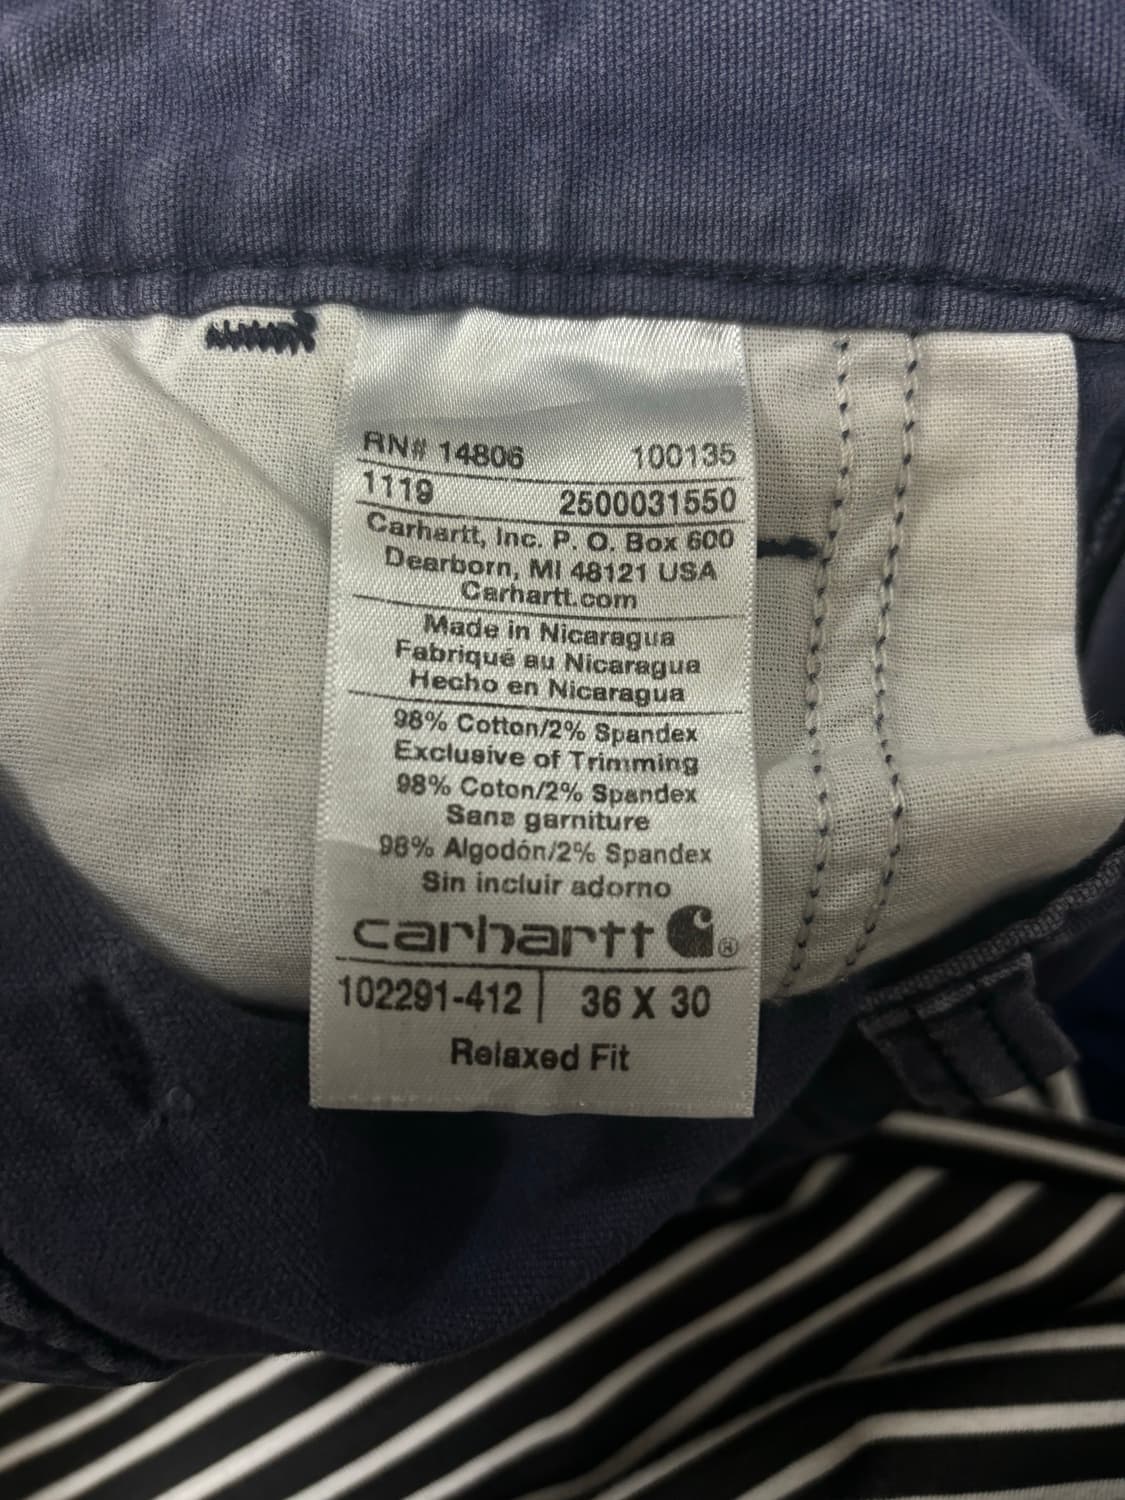 RN# 14806 100135
1119 2500031550
Carhartt, Inc. P. O. Box 600
Dearborn, MI 48121 USA
Carhartt.com
Made in Nicaragua
Fabriqué au Nicaragua
Hecho en Nicaragua
98% Cotton/2% Spandex
Exclusive of Trimming
98% Coton/2% Spandex
Sans garniture
98% Algodón/2% Spandex
Sin incluir adorno
carhartt ®
102291-412 | 36 X 30
Relaxed Fit